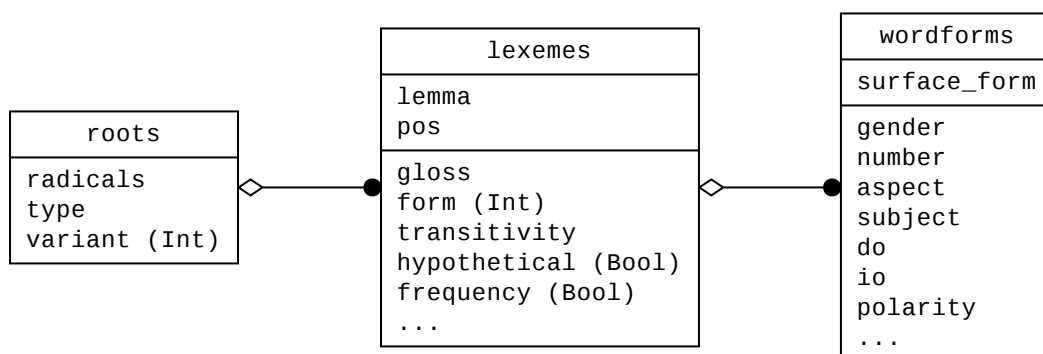 roots
radicals
type
variant (Int)
lexemes
lemma
pos
gloss
form (Int)
transitivity
hypothetical (Bool)
frequency (Bool)
...
wordforms
surface_form
gender
number
aspect
subject
do
io
polarity
...